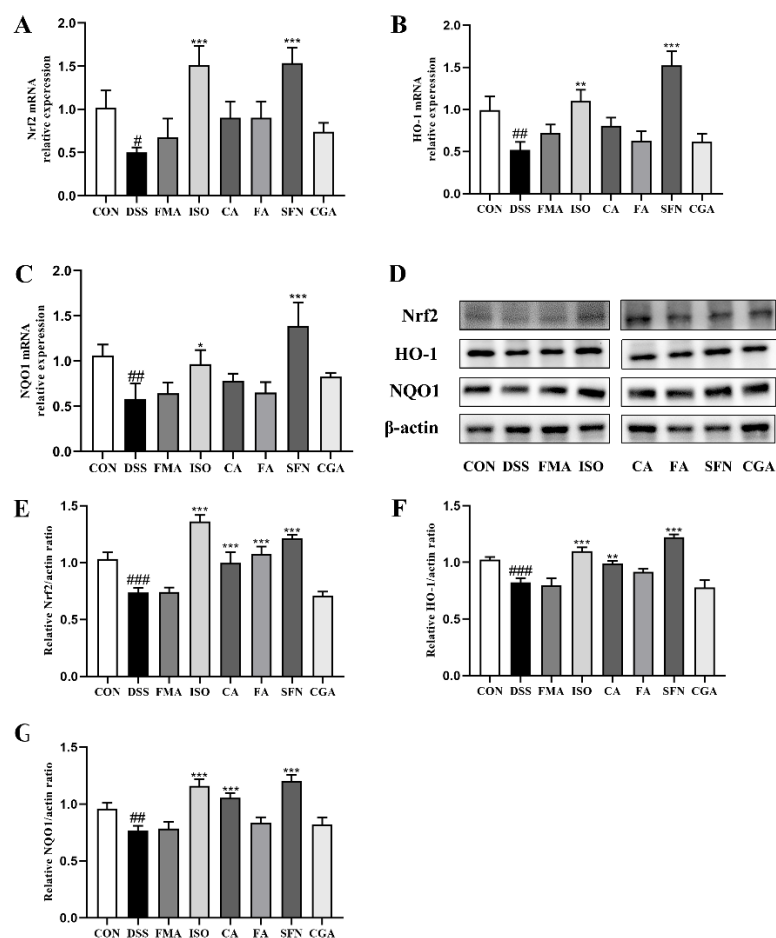 A
Nrf2 mRNA
relative experession
2.0
1.5
1.0
0.5
0.0
#
***
***
CON DSS FMA ISO CA FA SFN CGA
B
HO-1 mRNA
relative experession
2.0
1.5
1.0
0.5
0.0
##
**
***
CON DSS FMA ISO CA FA SFN CGA
C
NQO1 mRNA
relative experession
2.0
1.5
1.0
0.5
0.0
##
*
***
CON DSS FMA ISO CA FA SFN CGA
D
Nrf2
HO-1
NQO1
β-actin
CON DSS FMA ISO CA FA SFN CGA
E
Relative Nrf2/actin ratio
1.5
1.0
0.5
0.0
###
***
***
***
***
CON DSS FMA ISO CA FA SFN CGA
F
Relative HO-1/actin ratio
1.5
1.0
0.5
0.0
###
***
**
***
CON DSS FMA ISO CA FA SFN CGA
G
Relative NQO1/actin ratio
1.5
1.0
0.5
0.0
##
***
***
***
CON DSS FMA ISO CA FA SFN CGA